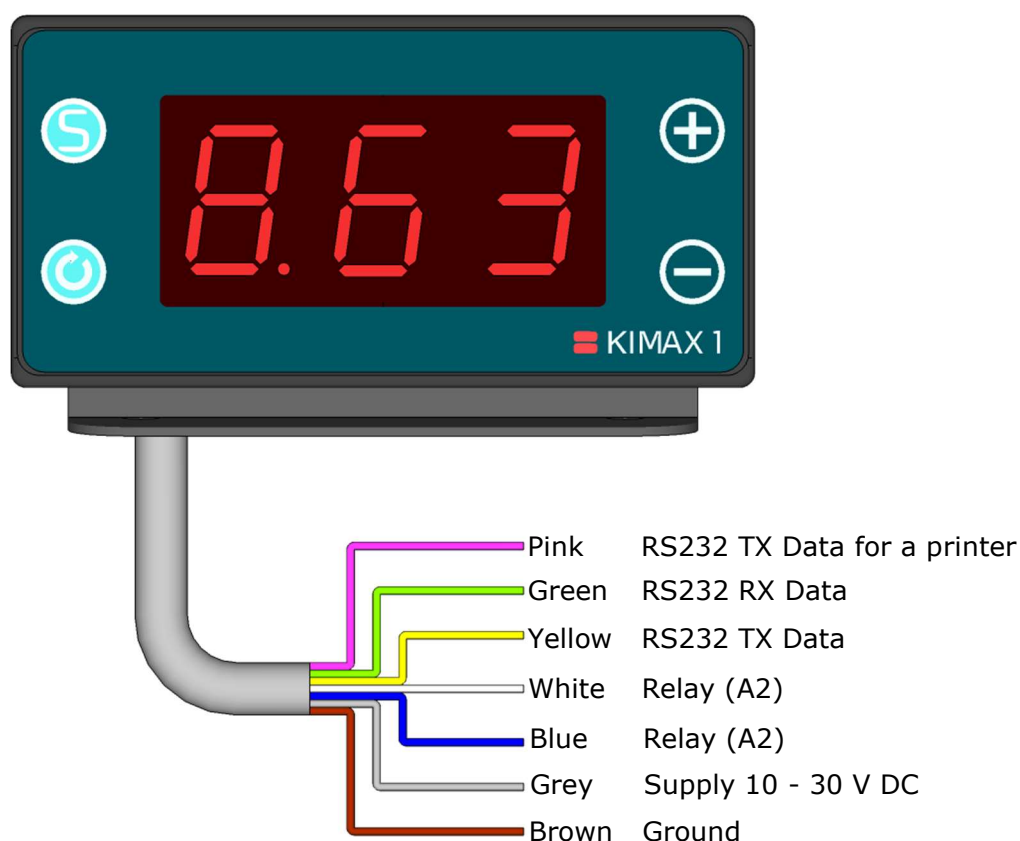 S
8.63
KIMAX 1
Pink RS232 TX Data for a printer
Green RS232 RX Data
Yellow RS232 TX Data
White Relay (A2)
Blue Relay (A2)
Grey Supply 10 - 30 V DC
Brown Ground